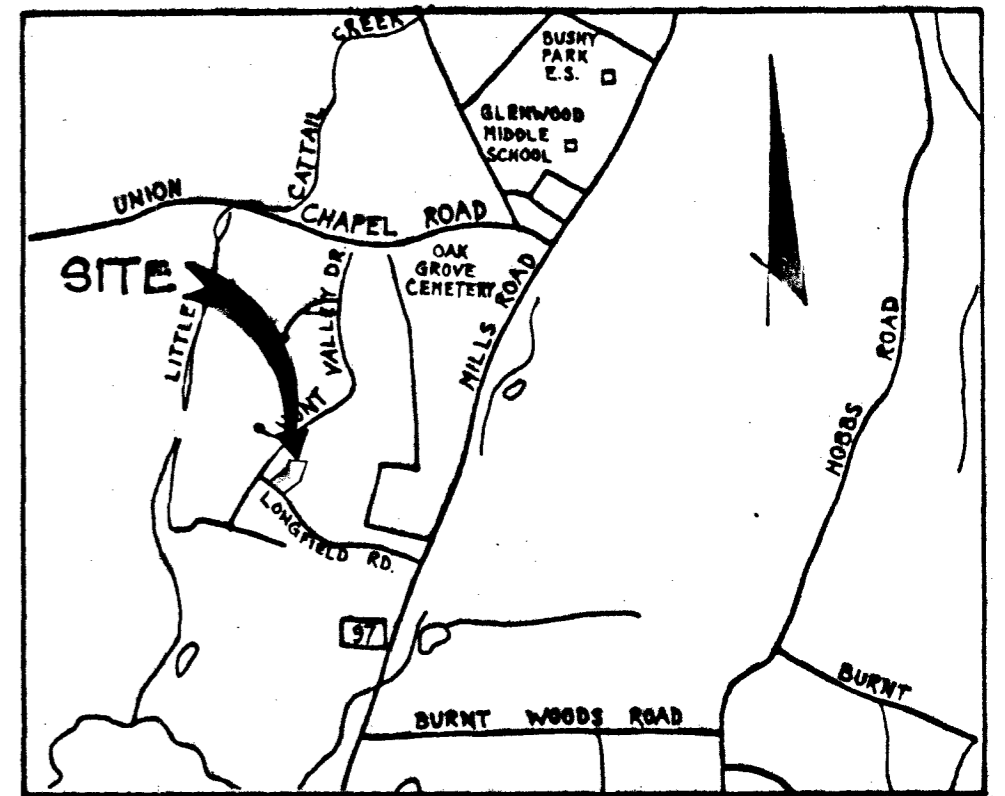 CREEK
BUSHY
PARK
E.S.
GLENWOOD
MIDDLE
SCHOOL
CATTAIL
UNION CHAPEL ROAD
OAK
GROVE
CEMETERY
SITE
LITTLE
HUNT VALLEY DR.
MILLS ROAD
HOBBS ROAD
LONGFIELD RD.
97
BURNT
BURNT WOODS ROAD